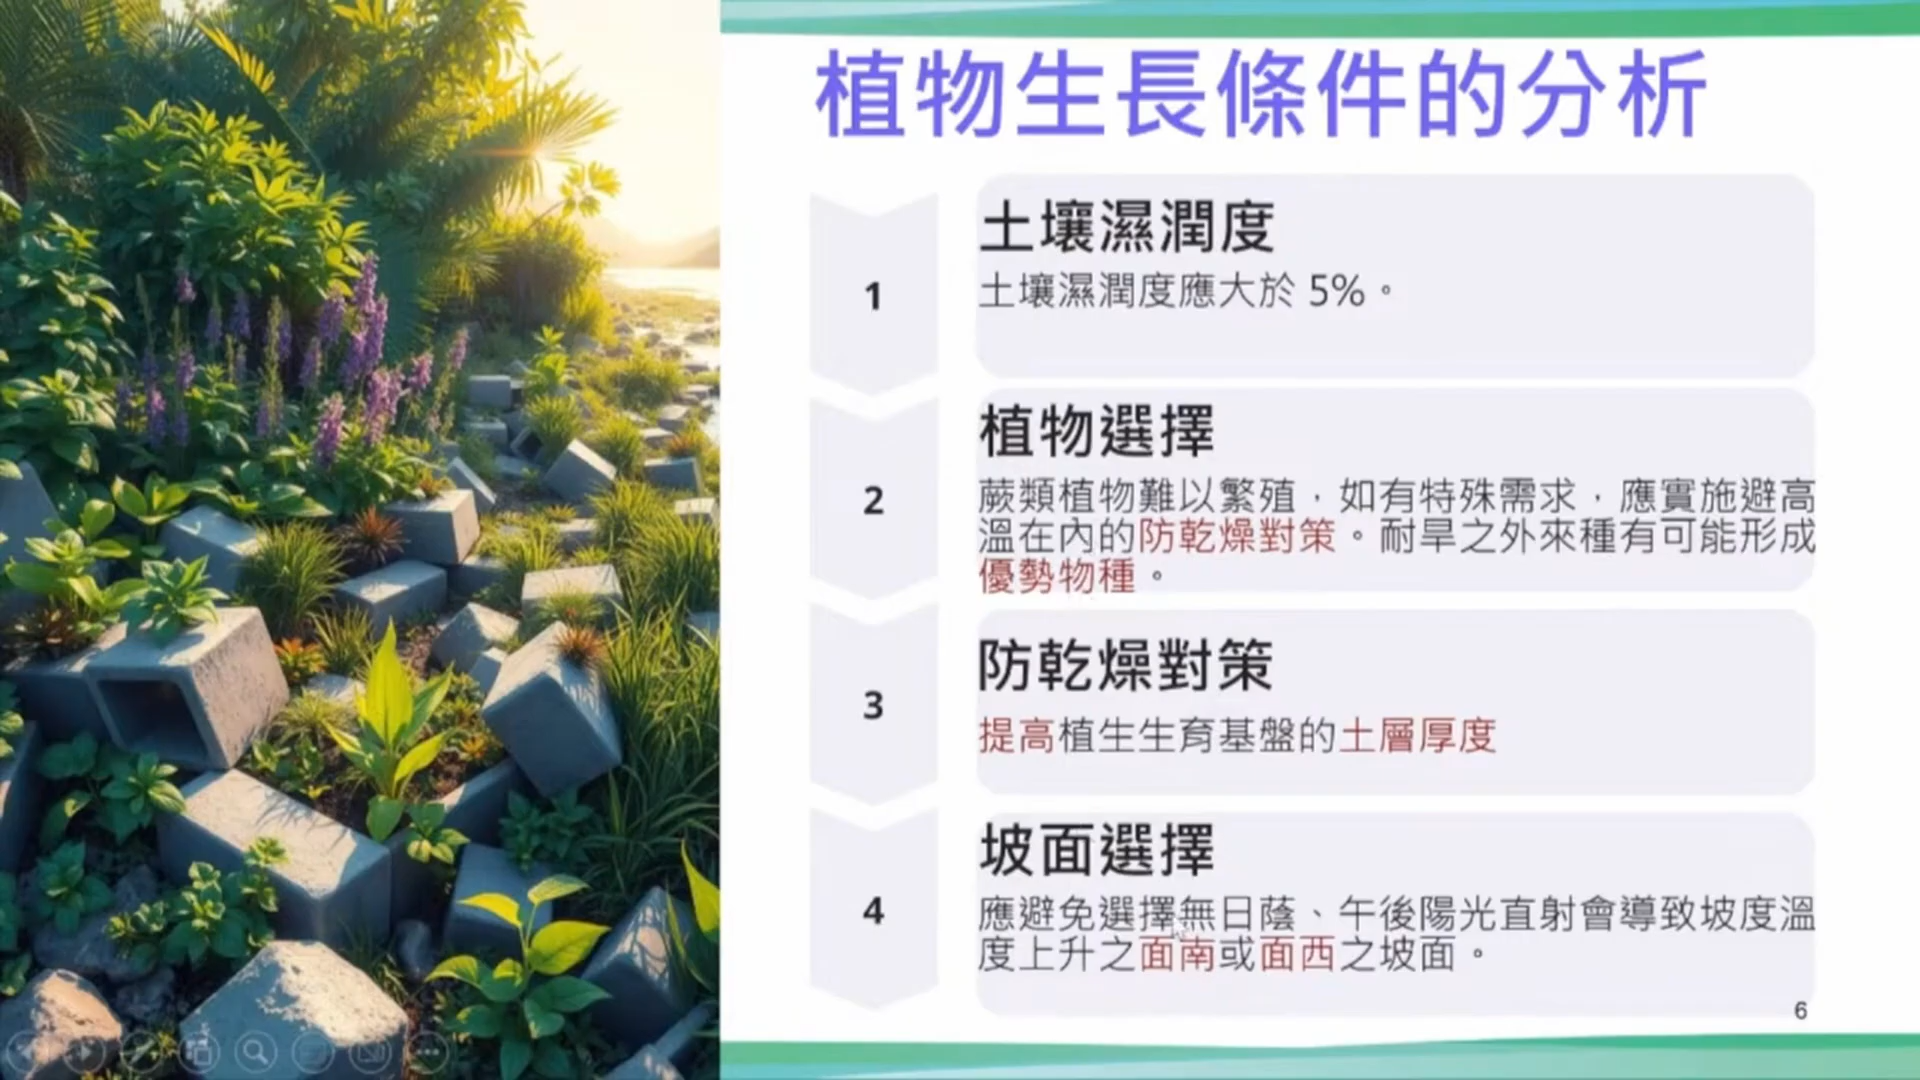 植物生長條件的分析
1
土壤濕潤度
土壤濕潤度應大於 5%。
2
植物選擇
蕨類植物難以繁殖，如有特殊需求，應實施避高
溫在內的防乾燥對策。耐旱之外來種有可能形成
優勢物種。
3
防乾燥對策
提高植生生育基盤的土層厚度
4
坡面選擇
應避免選擇無日蔭、午後陽光直射會導致坡度溫
度上升之面南或面西之坡面。
6